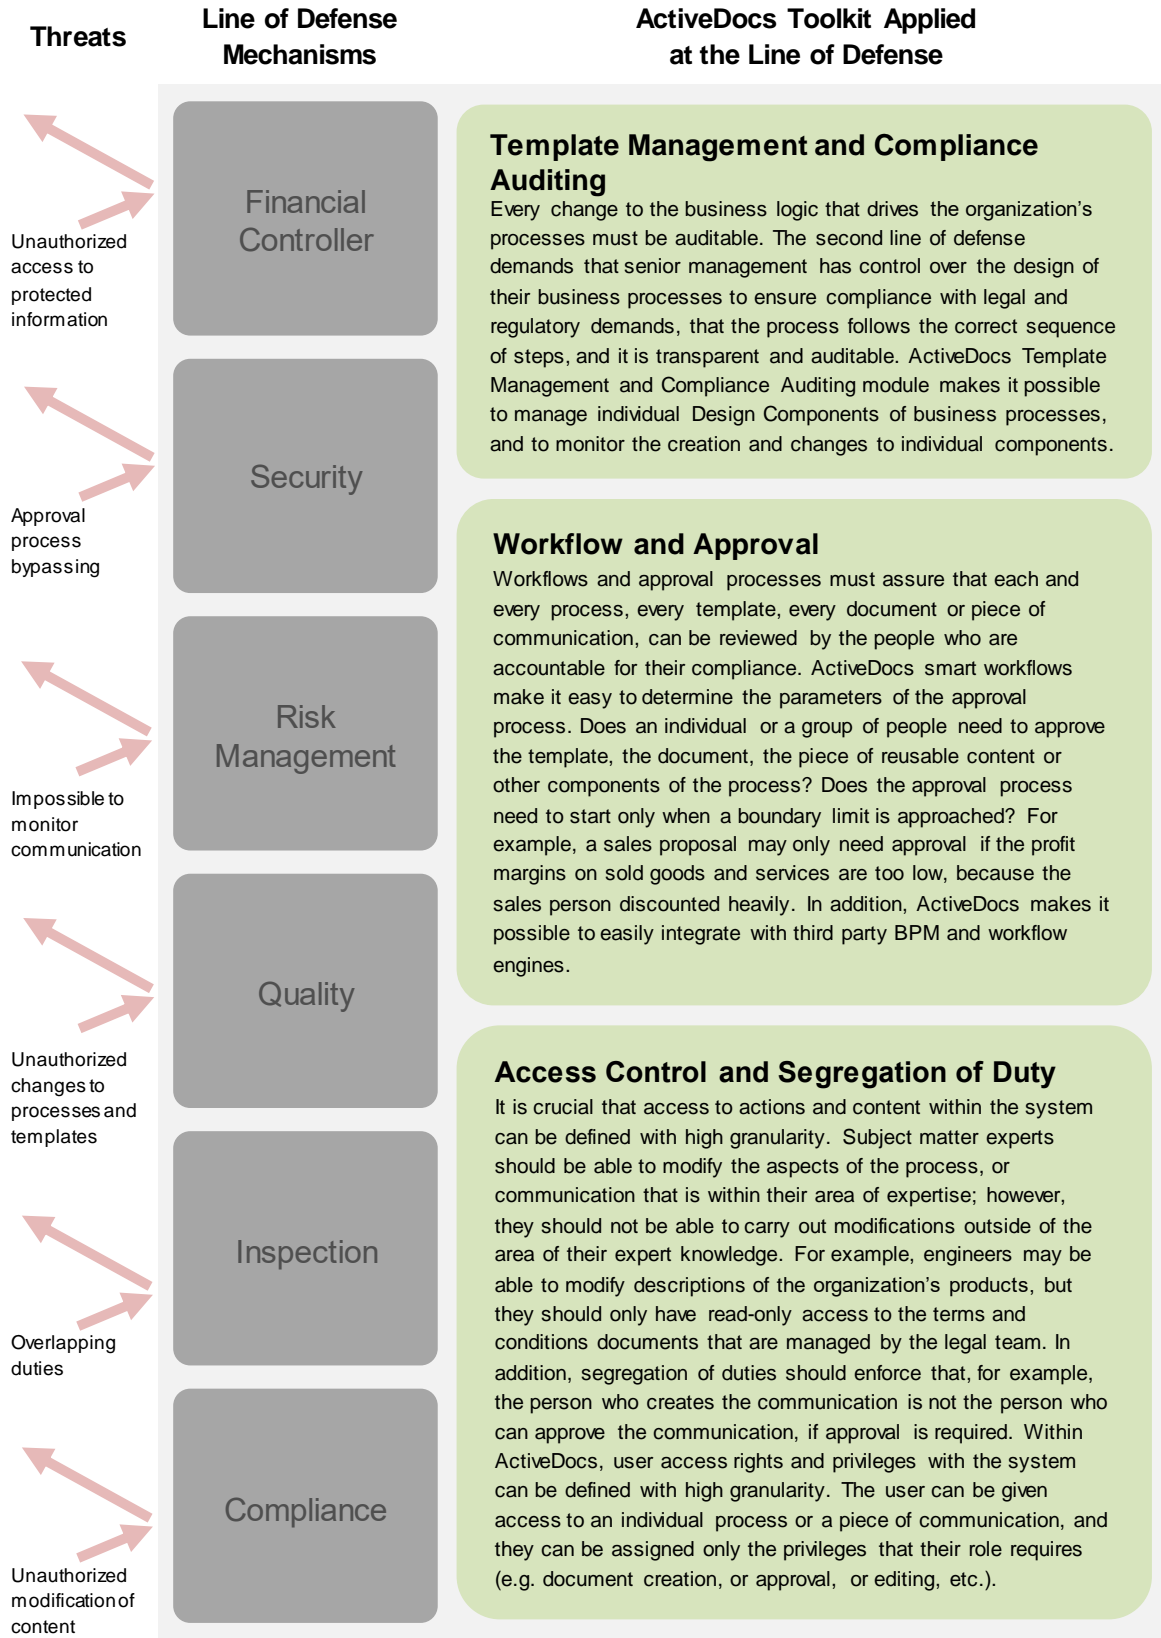 Threats
Line of Defense
Mechanisms
ActiveDocs Toolkit Applied
at the Line of Defense
Unauthorized
access to
protected
information
Approval
process
bypassing
Impossible to
monitor
communication
Unauthorized
changes to
processes and
templates
Overlapping
duties
Unauthorized
modification of
content
Financial
Controller
Security
Risk
Management
Quality
Inspection
Compliance
Template Management and Compliance
Auditing
Every change to the business logic that drives the organization’s
processes must be auditable. The second line of defense
demands that senior management has control over the design of
their business processes to ensure compliance with legal and
regulatory demands, that the process follows the correct sequence
of steps, and it is transparent and auditable. ActiveDocs Template
Management and Compliance Auditing module makes it possible
to manage individual Design Components of business processes,
and to monitor the creation and changes to individual components.
Workflow and Approval
Workflows and approval processes must assure that each and
every process, every template, every document or piece of
communication, can be reviewed by the people who are
accountable for their compliance. ActiveDocs smart workflows
make it easy to determine the parameters of the approval
process. Does an individual or a group of people need to approve
the template, the document, the piece of reusable content or
other components of the process? Does the approval process
need to start only when a boundary limit is approached? For
example, a sales proposal may only need approval if the profit
margins on sold goods and services are too low, because the
sales person discounted heavily. In addition, ActiveDocs makes it
possible to easily integrate with third party BPM and workflow
engines.
Access Control and Segregation of Duty
It is crucial that access to actions and content within the system
can be defined with high granularity. Subject matter experts
should be able to modify the aspects of the process, or
communication that is within their area of expertise; however,
they should not be able to carry out modifications outside of the
area of their expert knowledge. For example, engineers may be
able to modify descriptions of the organization’s products, but
they should only have read-only access to the terms and
conditions documents that are managed by the legal team. In
addition, segregation of duties should enforce that, for example,
the person who creates the communication is not the person who
can approve the communication, if approval is required. Within
ActiveDocs, user access rights and privileges with the system
can be defined with high granularity. The user can be given
access to an individual process or a piece of communication, and
they can be assigned only the privileges that their role requires
(e.g. document creation, or approval, or editing, etc.).